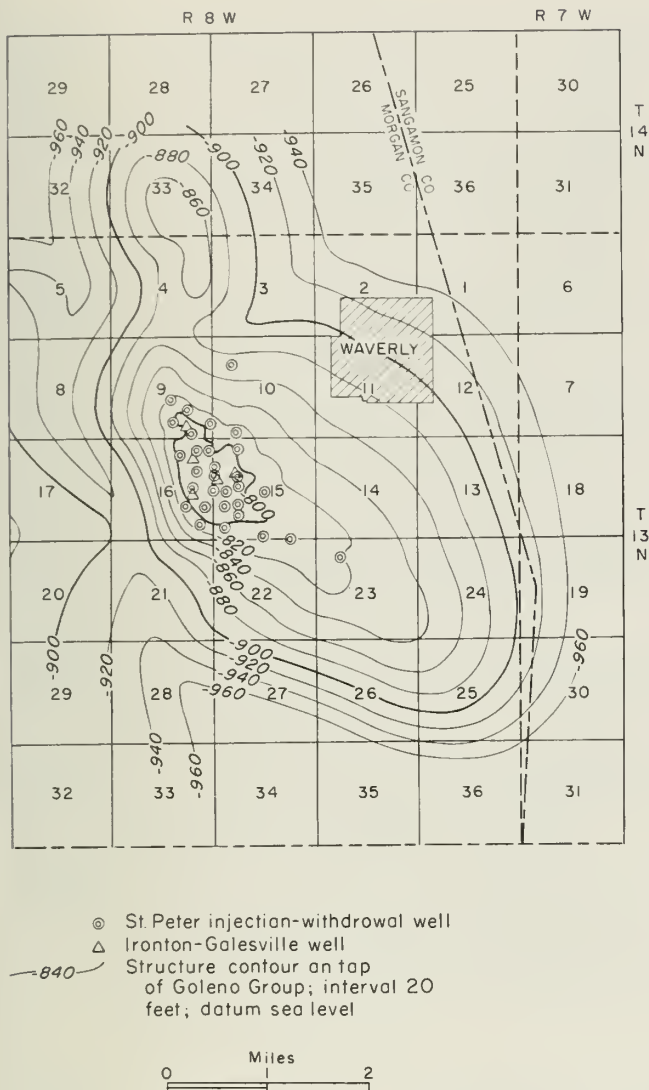 R 8 W R 7 W
29 28 27 26 25 30
-960 -940 -920 -900 -900 -920 -940
SANGAMON CO
MORGAN CO
T
14
N
-880
32 33 34 35 36 31
-860
5 4 3 2 1 6
WAVERLY
8 9 10 11 12 7
17 16 15 14 13 18
-800
T
13
N
-820
-840
-860
-880
20 21 22 23 24 19
-900 -920 -900 -920 -940 -960 -960
29 28 27 26 25 30
-940 -960
32 33 34 35 36 31
St. Peter injection-withdrowal well
Ironton-Galesville well
-840 Structure contour an tap
of Goleno Group; interval 20
feet; datum sea level
Miles
0 1 2